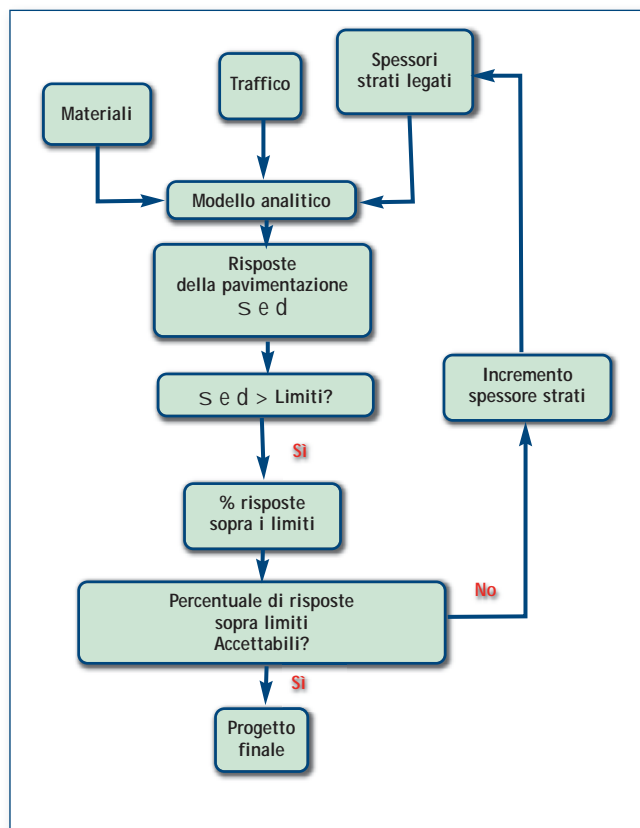 Materiali
Traffico
Spessori
strati legati
Modello analitico
Risposte
della pavimentazione
s e d
s e d > Limiti?
Sì
% risposte
sopra i limiti
Percentuale di risposte
sopra limiti
Accettabili?
No
Incremento
spessore strati
Sì
Progetto
finale